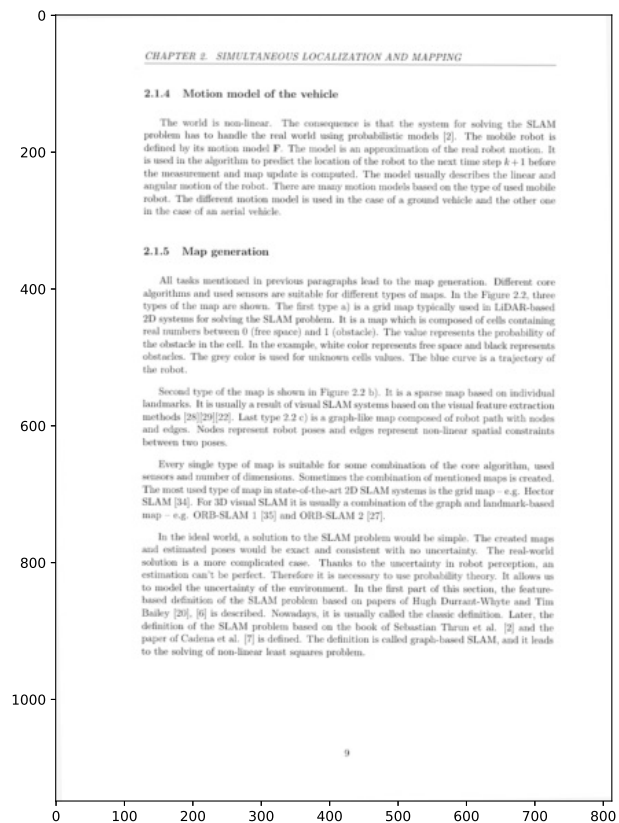 0
200
400
600
800
1000
0
100
200
300
400
500
600
700
800
CHAPTER 2. SIMULTANEOUS LOCALIZATION AND MAPPING
2.1.4 Motion model of the vehicle
The world is non-linear. The consequence is that the system for solving the SLAM
problem has to handle the real world using probabilistic models [2]. The mobile robot is
defined by its motion model F. The model is an approximation of the real robot motion. It
is used in the algorithm to predict the location of the robot to the next time step k + 1 before
the measurement and map update is computed. The model usually describes the linear and
angular motion of the robot. There are many motion models based on the type of used mobile
robot. The different motion model is used in the case of a ground vehicle and the other one
in the case of an aerial vehicle.
2.1.5 Map generation
All tasks mentioned in previous paragraphs lead to the map generation. Different core
algorithms and used sensors are suitable for different types of maps. In the Figure 2.2, three
types of the map are shown. The first type a) is a grid map typically used in LiDAR-based
2D systems for solving the SLAM problem. It is a map which is composed of cells containing
real numbers between 0 (free space) and 1 (obstacle). The value represents the probability of
the obstacle in the cell. In the example, white color represents free space and black represents
obstacles. The grey color is used for unknown cells values. The blue curve is a trajectory of
the robot.
Second type of the map is shown in Figure 2.2 b). It is a sparse map based on individual
landmarks. It is usually a result of visual SLAM systems based on the visual feature extraction
methods [28][29][22]. Last type 2.2 c) is a graph-like map composed of robot path with nodes
and edges. Nodes represent robot poses and edges represent non-linear spatial constraints
between two poses.
Every single type of map is suitable for some combination of the core algorithm, used
sensors and number of dimensions. Sometimes the combination of mentioned maps is created.
The most used type of map in state-of-the-art 2D SLAM systems is the grid map – e.g. Hector
SLAM [34]. For 3D visual SLAM it is usually a combination of the graph and landmark-based
map – e.g. ORB-SLAM 1 [35] and ORB-SLAM 2 [27].
In the ideal world, a solution to the SLAM problem would be simple. The created maps
and estimated poses would be exact and consistent with no uncertainty. The real-world
solution is a more complicated case. Thanks to the uncertainty in robot perception, an
estimation can't be perfect. Therefore it is necessary to use probability theory. It allows us
to model the uncertainty of the environment. In the first part of this section, the feature-
based definition of the SLAM problem based on papers of Hugh Durrant-Whyte and Tim
Bailey [20], [6] is described. Nowadays, it is usually called the classic definition. Later, the
definition of the SLAM problem based on the book of Sebastian Thrun et al. [2] and the
paper of Cadena et al. [7] is defined. The definition is called graph-based SLAM, and it leads
to the solving of non-linear least squares problem.
9